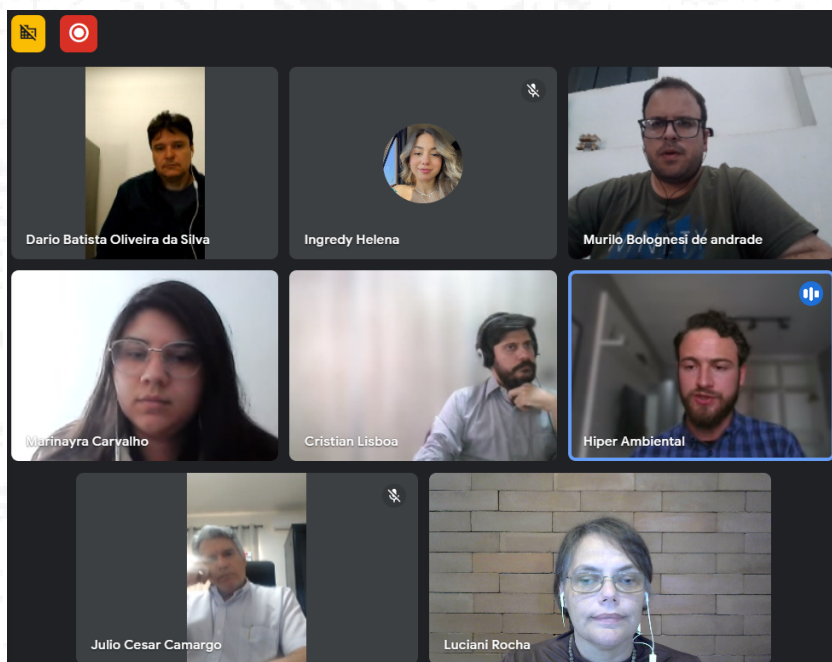 Dario Batista Oliveira da Silva
Ingredy Helena
Murilo Bolognesi de andrade
Marinayra Carvalho
Cristian Lisboa
Hiper Ambiental
Julio Cesar Camargo
Luciani Rocha